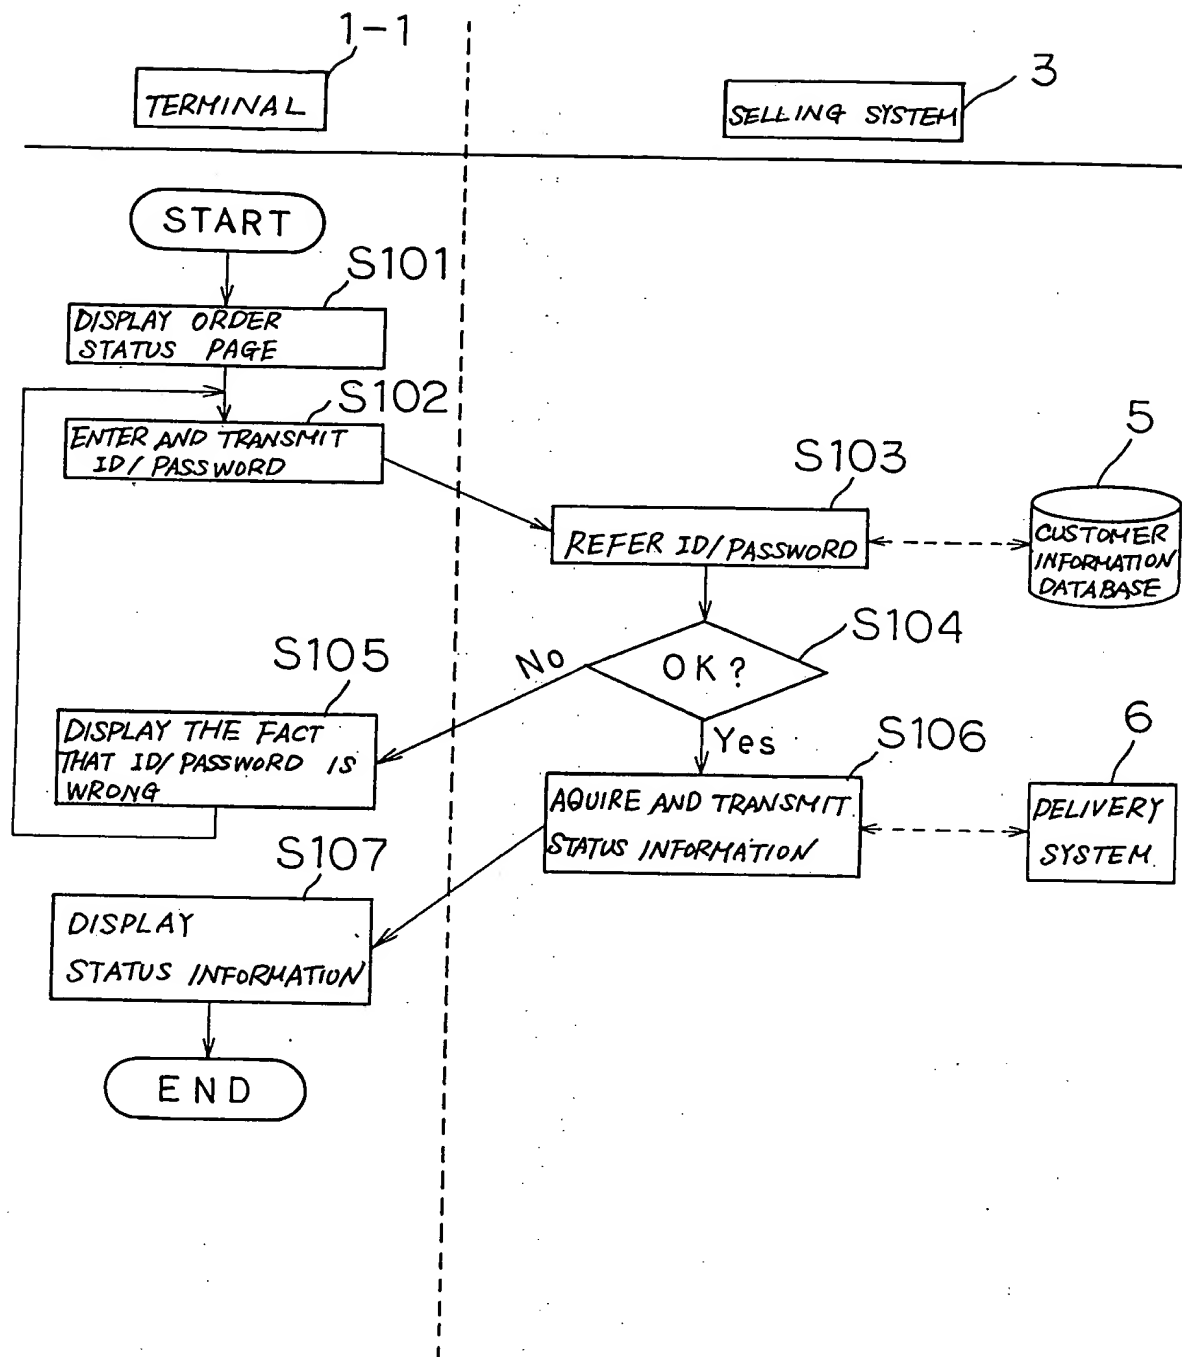 1-1
TERMINAL
3
SELLING SYSTEM
START
S101
DISPLAY ORDER
STATUS PAGE
S102
ENTER AND TRANSMIT
ID/PASSWORD
S103
REFER ID/PASSWORD
5
CUSTOMER
INFORMATION
DATABASE
S104
OK?
No
Yes
S105
DISPLAY THE FACT
THAT ID/PASSWORD IS
WRONG
S106
AQUIRE AND TRANSMIT
STATUS INFORMATION
6
DELIVERY
SYSTEM.
S107
DISPLAY
STATUS INFORMATION
END